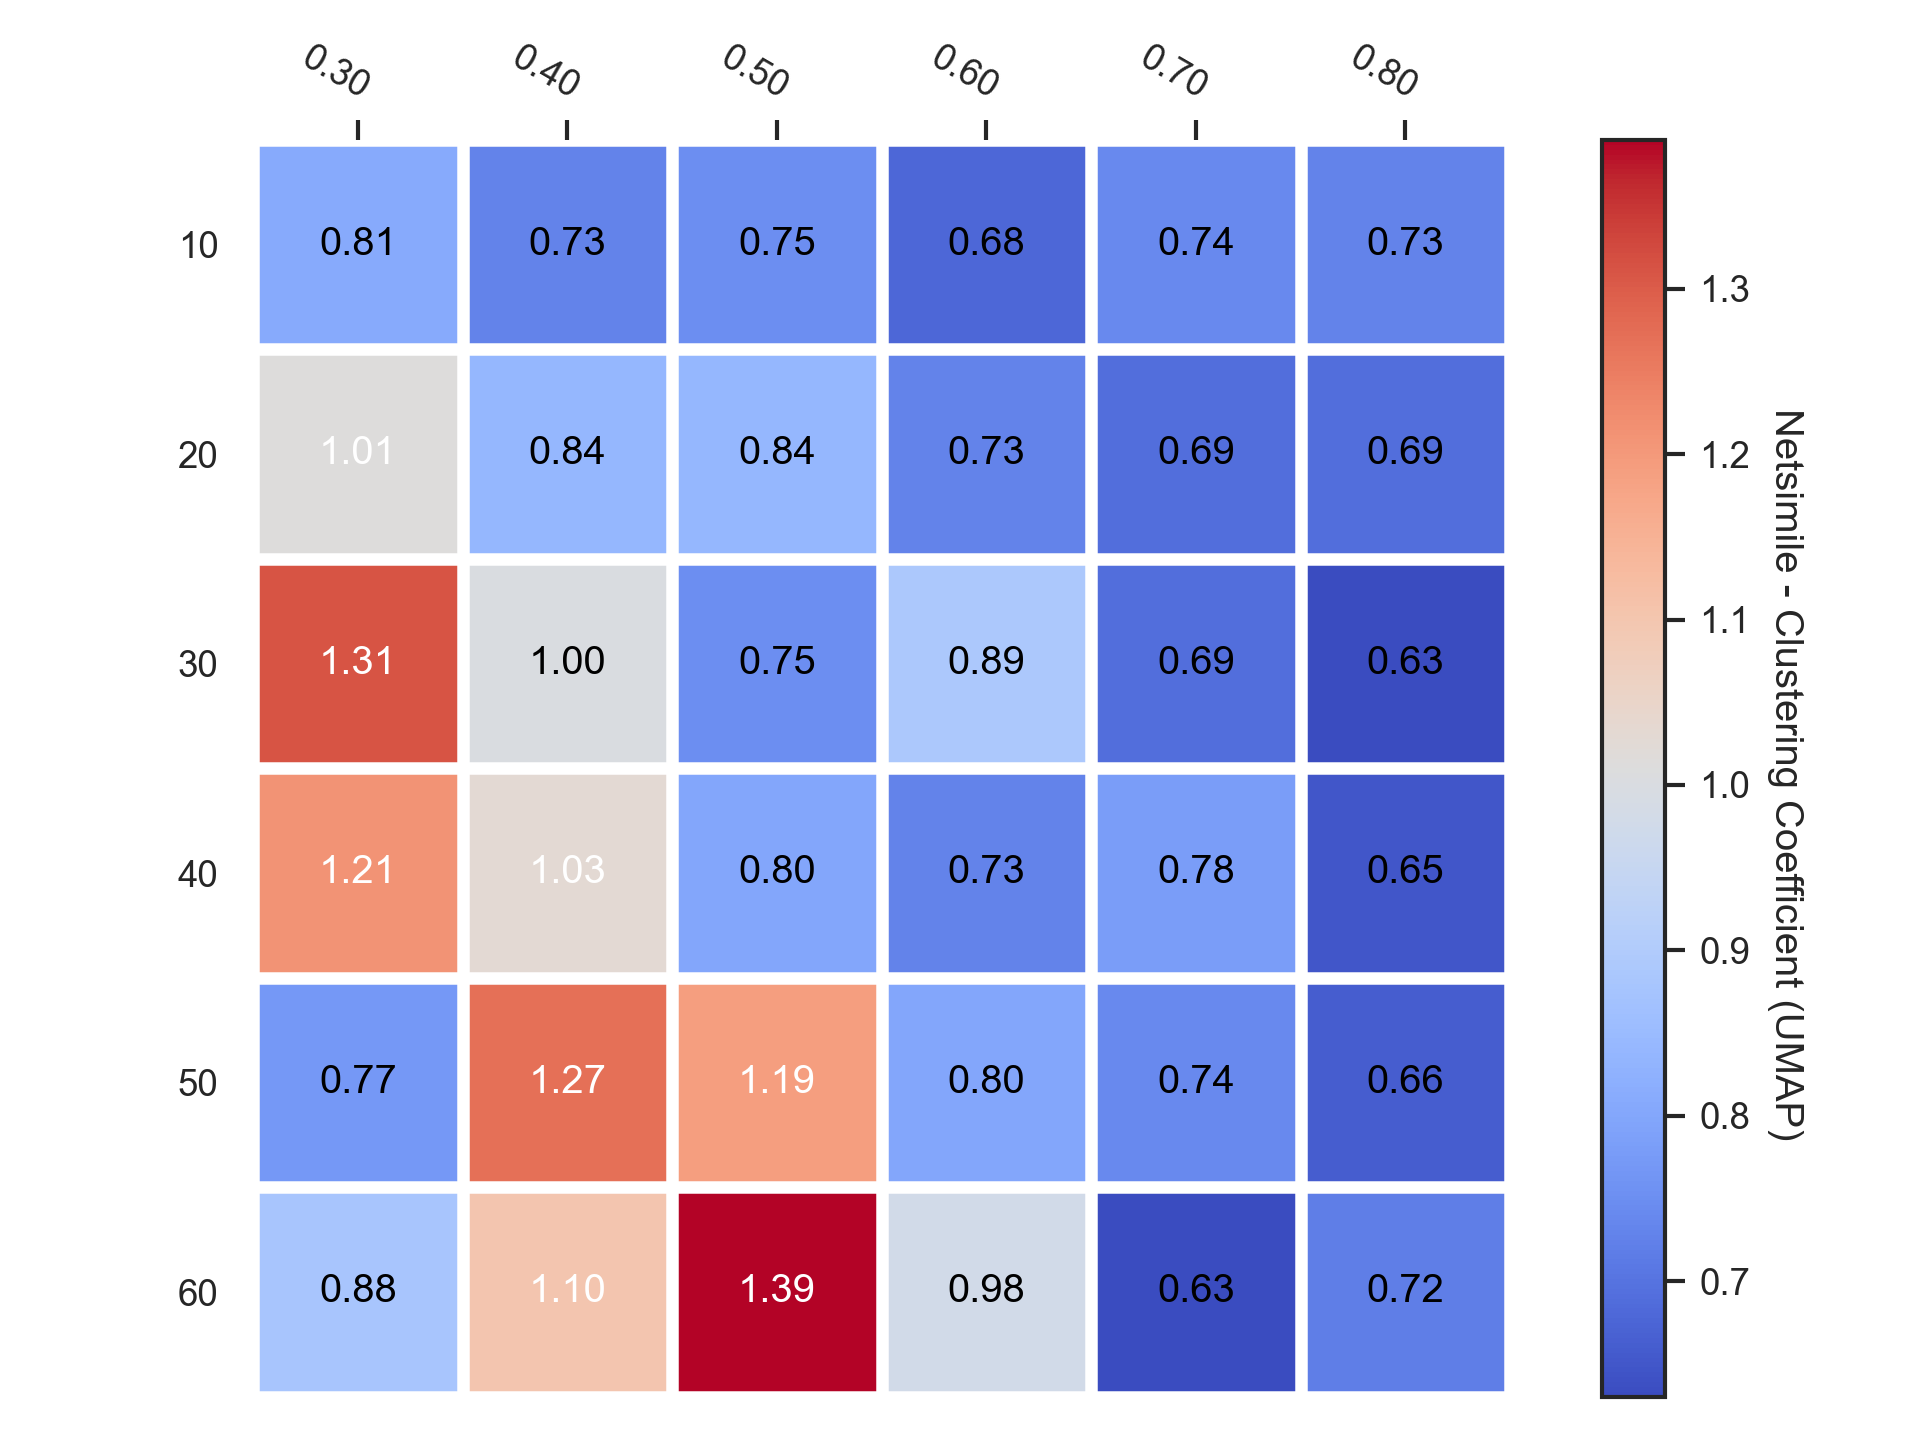 0.30 0.40 0.50 0.60 0.70 0.80
10 0.81 0.73 0.75 0.68 0.74 0.73
20 1.01 0.84 0.84 0.73 0.69 0.69
30 1.31 1.00 0.75 0.89 0.69 0.63
40 1.21 1.03 0.80 0.73 0.78 0.65
50 0.77 1.27 1.19 0.80 0.74 0.66
60 0.88 1.10 1.39 0.98 0.63 0.72
1.3
1.2
1.1
1.0
0.9
0.8
0.7
Netsimile - Clustering Coefficient (UMAP)